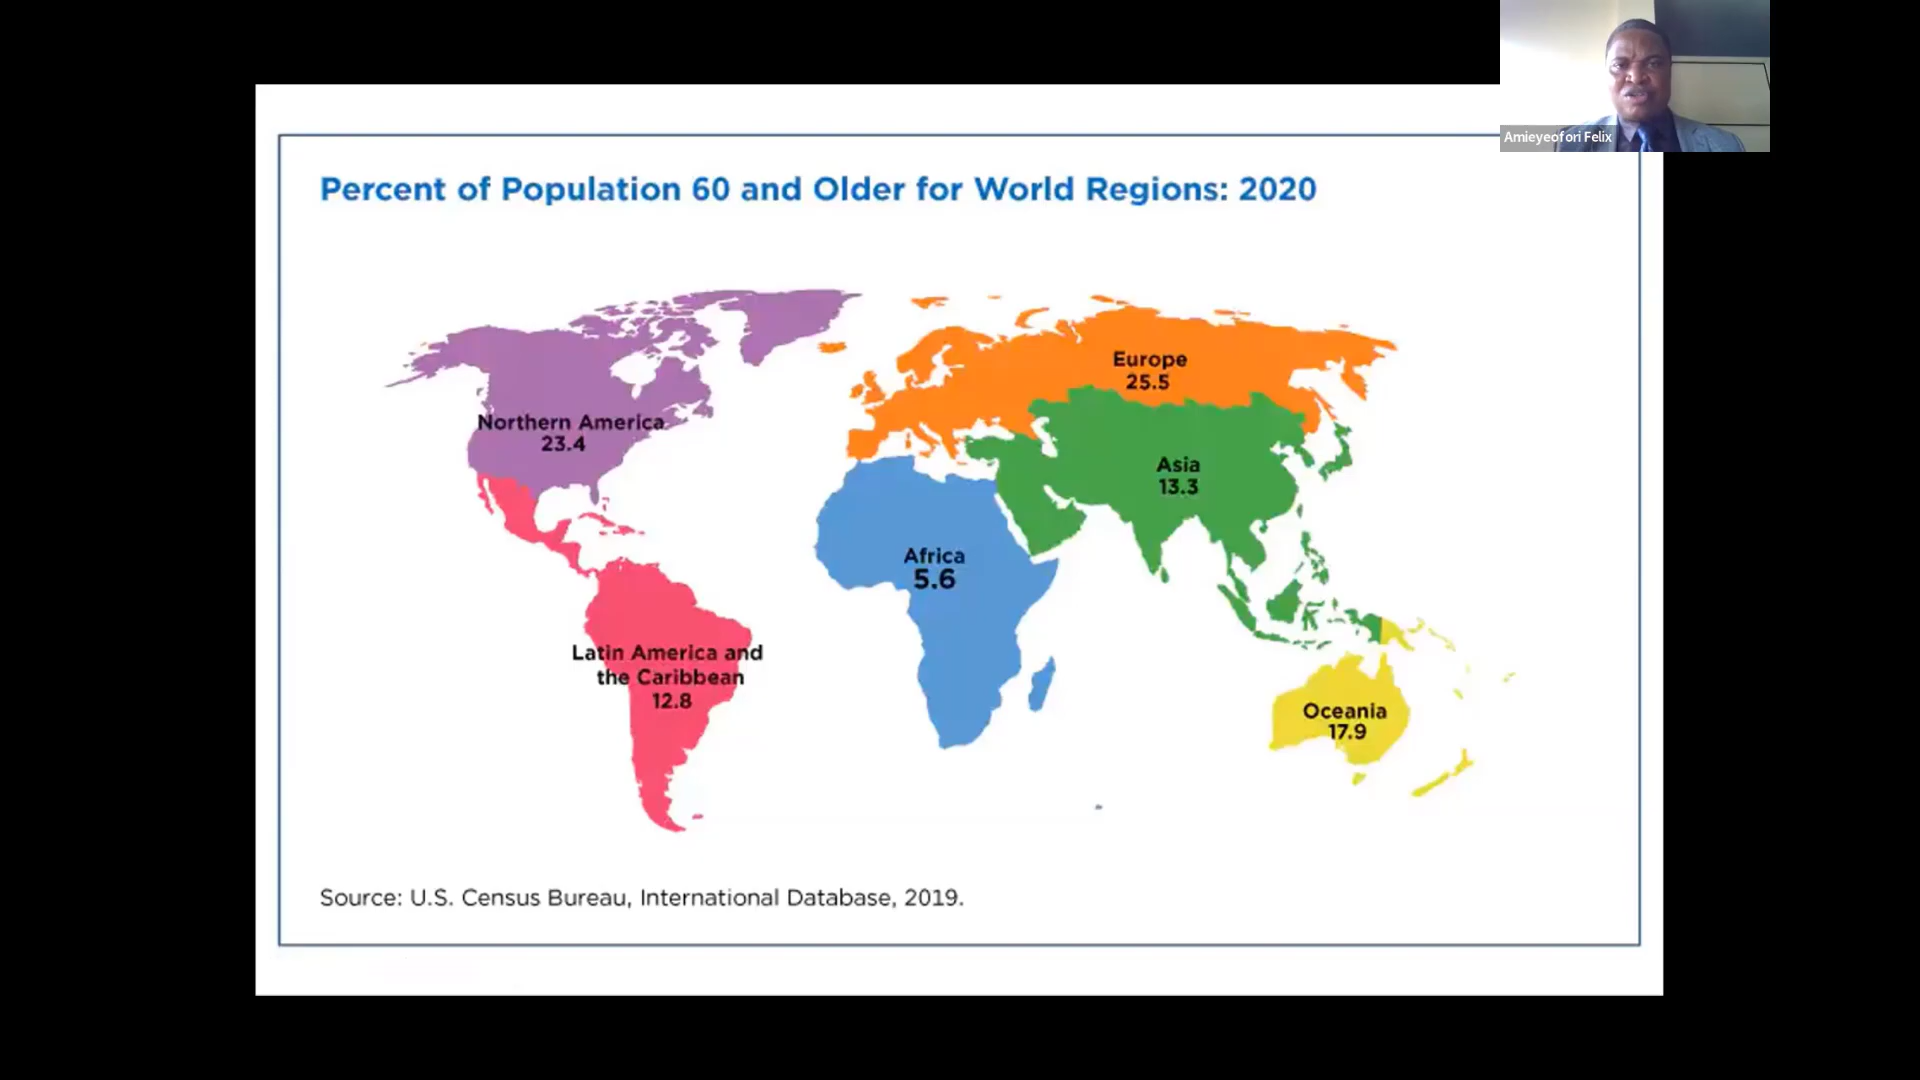 Amieyeofori Felix
Percent of Population 60 and Older for World Regions: 2020
Europe
25.5
Northern America
23.4
Asia
13.3
Africa
5.6
Latin America and
the Caribbean
12.8
Oceania
17.9
Source: U.S. Census Bureau, International Database, 2019.